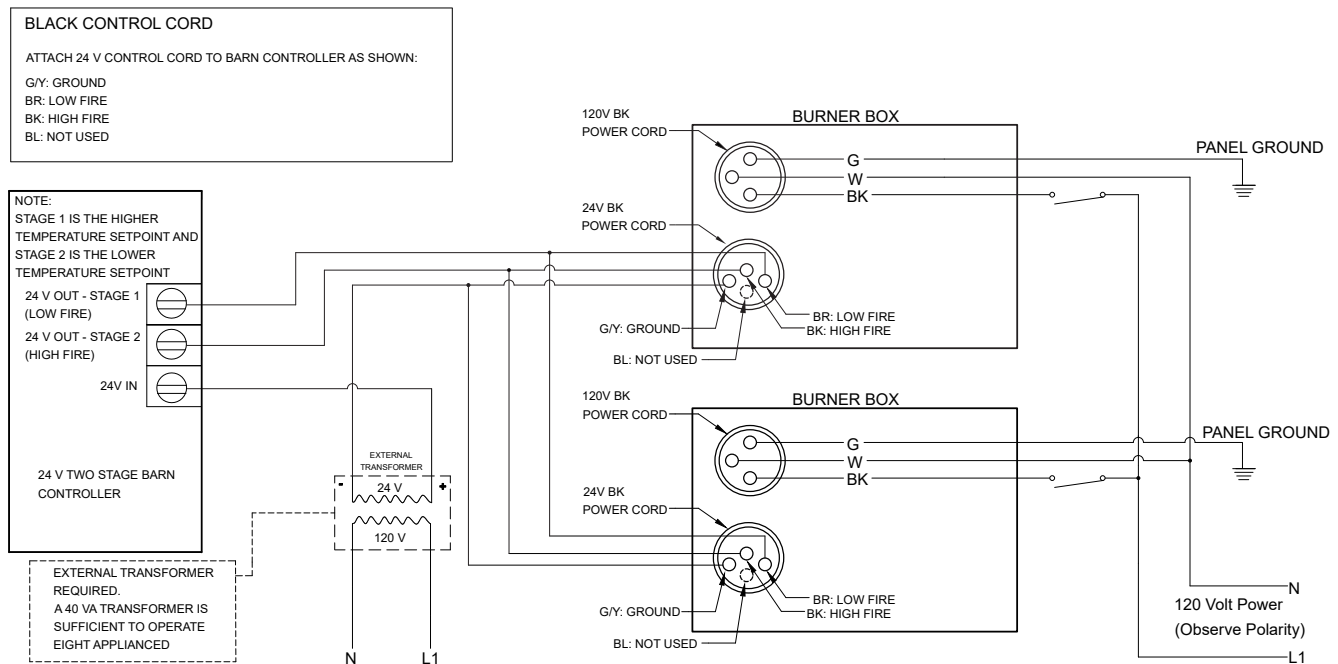 BLACK CONTROL CORD
ATTACH 24 V CONTROL CORD TO BARN CONTROLLER AS SHOWN:
G/Y: GROUND
BR: LOW FIRE
BK: HIGH FIRE
BL: NOT USED
NOTE:
STAGE 1 IS THE HIGHER
TEMPERATURE SETPOINT AND
STAGE 2 IS THE LOWER
TEMPERATURE SETPOINT
24 V OUT - STAGE 1
(LOW FIRE)
24 V OUT - STAGE 2
(HIGH FIRE)
24V IN
24 V TWO STAGE BARN
CONTROLLER
EXTERNAL TRANSFORMER
REQUIRED.
A 40 VA TRANSFORMER IS
SUFFICIENT TO OPERATE
EIGHT APPLIANCED
EXTERNAL
TRANSFORMER
-
24 V
+
120 V
N
L1
BURNER BOX
120V BK
POWER CORD
G
W
BK
PANEL GROUND
24V BK
POWER CORD
BR: LOW FIRE
BK: HIGH FIRE
G/Y: GROUND
BL: NOT USED
BURNER BOX
120V BK
POWER CORD
G
W
BK
PANEL GROUND
24V BK
POWER CORD
BR: LOW FIRE
BK: HIGH FIRE
G/Y: GROUND
BL: NOT USED
N
120 Volt Power
(Observe Polarity)
L1